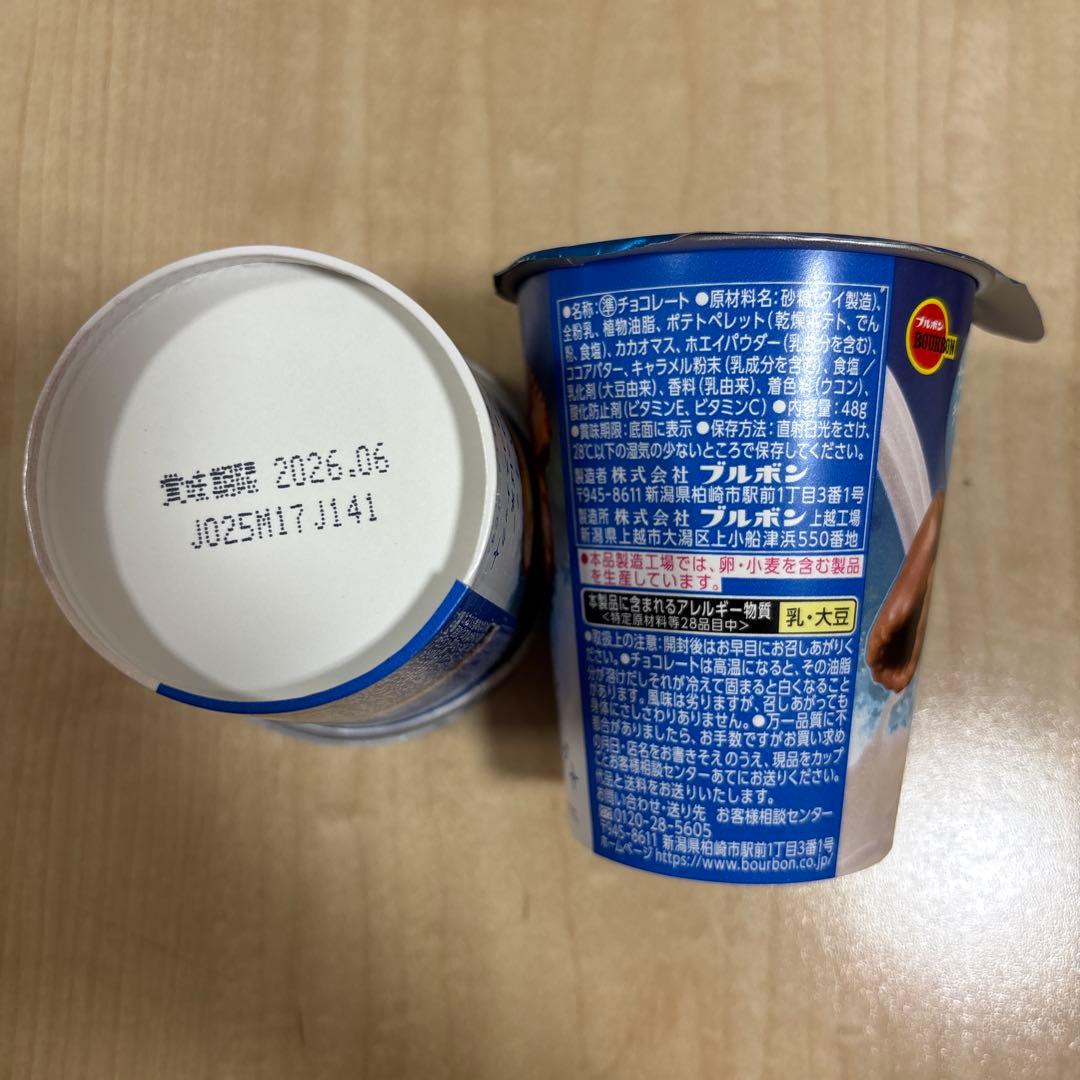 賞味期限 2026.06
J025M17J141
ブルボン
BOURBON
●名称:㊟チョコレート ●原材料名:砂糖(タイ製造)、
全粉乳、植物油脂、ポテトペレット(乾燥ポテト、でん
粉、食塩)、カカオマス、ホエイパウダー(乳成分を含む)、
ココアバター、キャラメル粉末(乳成分を含む)、食塩/
乳化剤(大豆由来)、香料(乳由来)、着色料(ウコン)、
酸化防止剤(ビタミンE、ビタミンC) ●内容量:48g
●賞味期限:底面に表示 ●保存方法:直射日光をさけ、
28℃以下の湿気の少ないところで保存してください。
製造者 株式会社 ブルボン
〒945-8611 新潟県柏崎市駅前1丁目3番1号
製造所 株式会社 ブルボン 上越工場
新潟県上越市大潟区上小船津浜550番地
●本品製造工場では、卵・小麦を含む製品
を生産しています。
本製品に含まれるアレルギー物質
<特定原材料等28品目中>
乳・大豆
●取扱上の注意:開封後はお早目にお召しあがりく
ださい。●チョコレートは高温になると、その油脂
分が溶けだしそれが冷えて固まると白くなること
があります。風味は劣りますが、召しあがっても
身体にさしさわりありません。●万一品質に不
都合がありましたら、お手数ですがお買い求め
の月日・店名をお書きそえのうえ、現品をカップ
ごとお客様相談センターあてにお送りください。
代品と送料をお送りいたします。
お問い合わせ・送り先 お客様相談センター
0120-28-5605
〒945-8611 新潟県柏崎市駅前1丁目3番1号
ホームページ https://www.bourbon.co.jp/